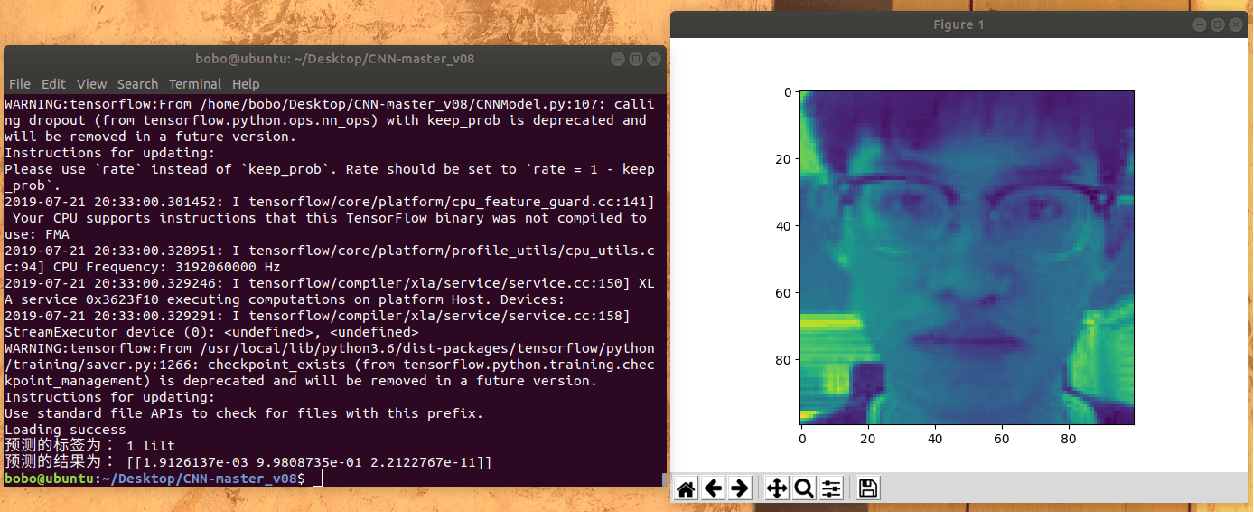 bobo@ubuntu: ~/Desktop/CNN-master_v08
File Edit View Search Terminal Help
WARNING:tensorflow:From /home/bobo/Desktop/CNN-master_v08/CNNModel.py:107: calli
ng dropout (from tensorflow.python.ops.nn_ops) with keep_prob is deprecated and
will be removed in a future version.
Instructions for updating:
Please use `rate` instead of `keep_prob`. Rate should be set to `rate = 1 - keep
_prob`.
2019-07-21 20:33:00.301452: I tensorflow/core/platform/cpu_feature_guard.cc:141]
Your CPU supports instructions that this TensorFlow binary was not compiled to
use: FMA
2019-07-21 20:33:00.328951: I tensorflow/core/platform/profile_utils/cpu_utils.c
c:94] CPU Frequency: 3192060000 Hz
2019-07-21 20:33:00.329246: I tensorflow/compiler/xla/service/service.cc:150] XL
A service 0x3623f10 executing computations on platform Host. Devices:
2019-07-21 20:33:00.329291: I tensorflow/compiler/xla/service/service.cc:158]
StreamExecutor device (0): <undefined>, <undefined>
WARNING:tensorflow:From /usr/local/lib/python3.6/dist-packages/tensorflow/python
/training/saver.py:1266: checkpoint_exists (from tensorflow.python.training.chec
kpoint_management) is deprecated and will be removed in a future version.
Instructions for updating:
Use standard file APIs to check for files with this prefix.
Loading success
预测的标签为： 1 lilt
预测的结果为： [[1.9126137e-03 9.9808735e-01 2.2122767e-11]]
bobo@ubuntu:~/Desktop/CNN-master_v08$
Figure 1
0
20
40
60
80
0 20 40 60 80